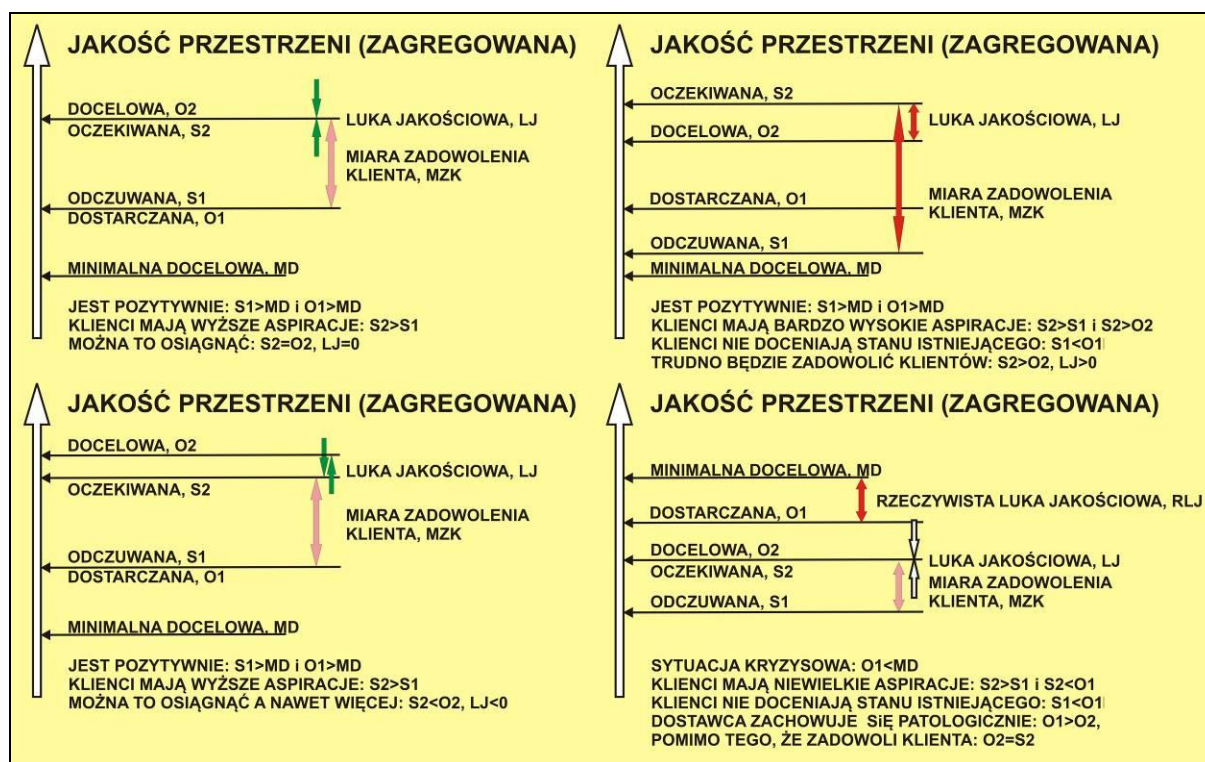 JAKOŚĆ PRZESTRZENI (ZAGREGOWANA)
DOCELOWA, O2
OCZEKIWANA, S2
LUKA JAKOŚCIOWA, LJ
MIARA ZADOWOLENIA
KLIENTA, MZK
ODCZUWANA, S1
DOSTARCZANA, O1
MINIMALNA DOCELOWA, MD
JEST POZYTYWNIE: S1>MD i O1>MD
KLIENCI MAJĄ WYŻSZE ASPIRACJE: S2>S1
MOŻNA TO OSIĄGNĄĆ: S2=O2, LJ=0
JAKOŚĆ PRZESTRZENI (ZAGREGOWANA)
OCZEKIWANA, S2
LUKA JAKOŚCIOWA, LJ
DOCELOWA, O2
DOSTARCZANA, O1
MIARA ZADOWOLENIA
KLIENTA, MZK
ODCZUWANA, S1
MINIMALNA DOCELOWA, MD
JEST POZYTYWNIE: S1>MD i O1>MD
KLIENCI MAJĄ BARDZO WYSOKIE ASPIRACJE: S2>S1 i S2>O2
KLIENCI NIE DOCENIAJĄ STANU ISTNIEJĄCEGO: S1<O1
TRUDNO BĘDZIE ZADOWOLIĆ KLIENTÓW: S2>O2, LJ>0
JAKOŚĆ PRZESTRZENI (ZAGREGOWANA)
DOCELOWA, O2
LUKA JAKOŚCIOWA, LJ
OCZEKIWANA, S2
MIARA ZADOWOLENIA
KLIENTA, MZK
ODCZUWANA, S1
DOSTARCZANA, O1
MINIMALNA DOCELOWA, MD
JEST POZYTYWNIE: S1>MD i O1>MD
KLIENCI MAJĄ WYŻSZE ASPIRACJE: S2>S1
MOŻNA TO OSIĄGNĄĆ A NAWET WIĘCEJ: S2<O2, LJ<0
JAKOŚĆ PRZESTRZENI (ZAGREGOWANA)
MINIMALNA DOCELOWA, MD
RZECZYWISTA LUKA JAKOŚCIOWA, RLJ
DOSTARCZANA, O1
DOCELOWA, O2
LUKA JAKOŚCIOWA, LJ
OCZEKIWANA, S2
MIARA ZADOWOLENIA
KLIENTA, MZK
ODCZUWANA, S1
SYTUACJA KRYZYSOWA: O1<MD
KLIENCI MAJĄ NIEWIELKIE ASPIRACJE: S2>S1 i S2<O1
KLIENCI NIE DOCENIAJĄ STANU ISTNIEJĄCEGO: S1<O1
DOSTAWCA ZACHOWUJE SiĘ PATOLOGICZNIE: O1>O2,
POMIMO TEGO, ŻE ZADOWOLI KLIENTA: O2=S2